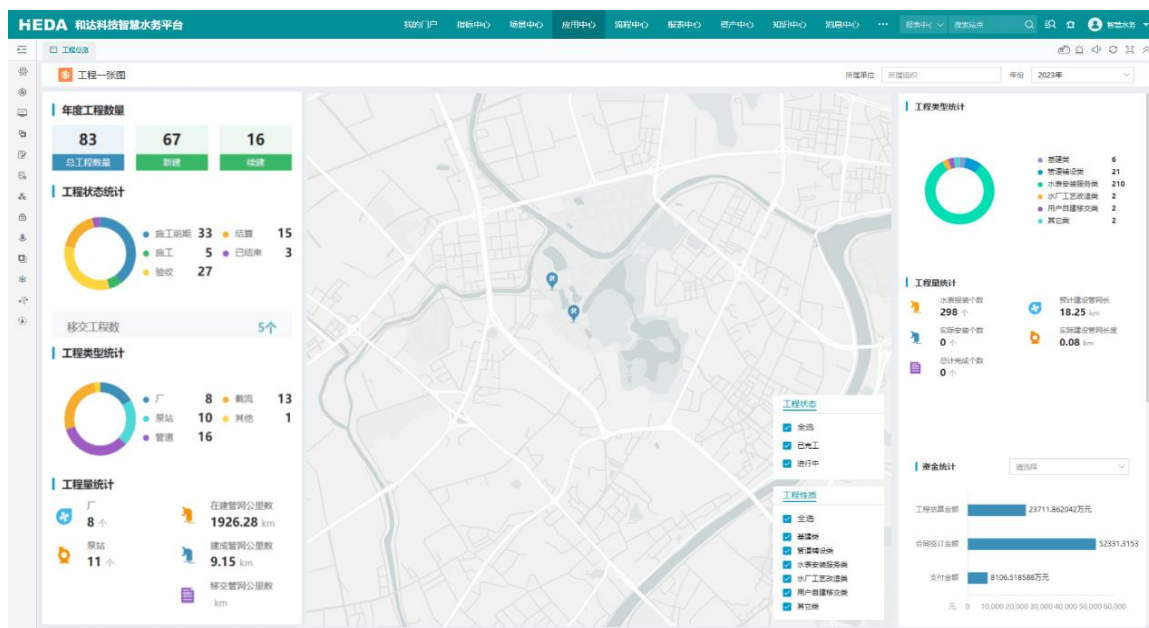 HEDA 和达科技智慧水务平台
我的门户 指标中心 场景中心 应用中心 流程中心 报表中心 资产中心 知识中心 消息中心 ··· 报表中心 搜索站点 智慧水务
工程总览
工程一张图 所属单位 所属组织 年份 2023年
年度工程数量
83 67 16
总工程数量 新建 续建
工程状态统计
施工前期 33 结算 15
施工 5 已结束 3
验收 27
移交工程数 5个
工程类型统计
厂 8 截流 13
泵站 10 其他 1
管道 16
工程量统计
厂 8 个
在建管网公里数 1926.28 km
泵站 11 个
建成管网公里数 9.15 km
移交管网公里数 km
工程状态
全选
已完工
进行中
工程性质
全选
基建类
管道铺设类
水表安装服务类
水厂工艺改造类
用户自建移交类
其它类
工程类型统计
基建类 6
管道铺设类 21
水表安装服务类 210
水厂工艺改造类 2
用户自建移交类 2
其它类 2
工程量统计
水表报装个数 298 个
预计建设管网长 18.25 km
实际安装个数 0 个
实际建设管网长度 0.08 km
总计完成个数 0 个
资金统计 请选择
工程估算金额 23711.862042万元
合同签订金额 52331.3153
支付金额 8106.518588万元
元 0 10,000 20,000 30,000 40,000 50,000 60,000